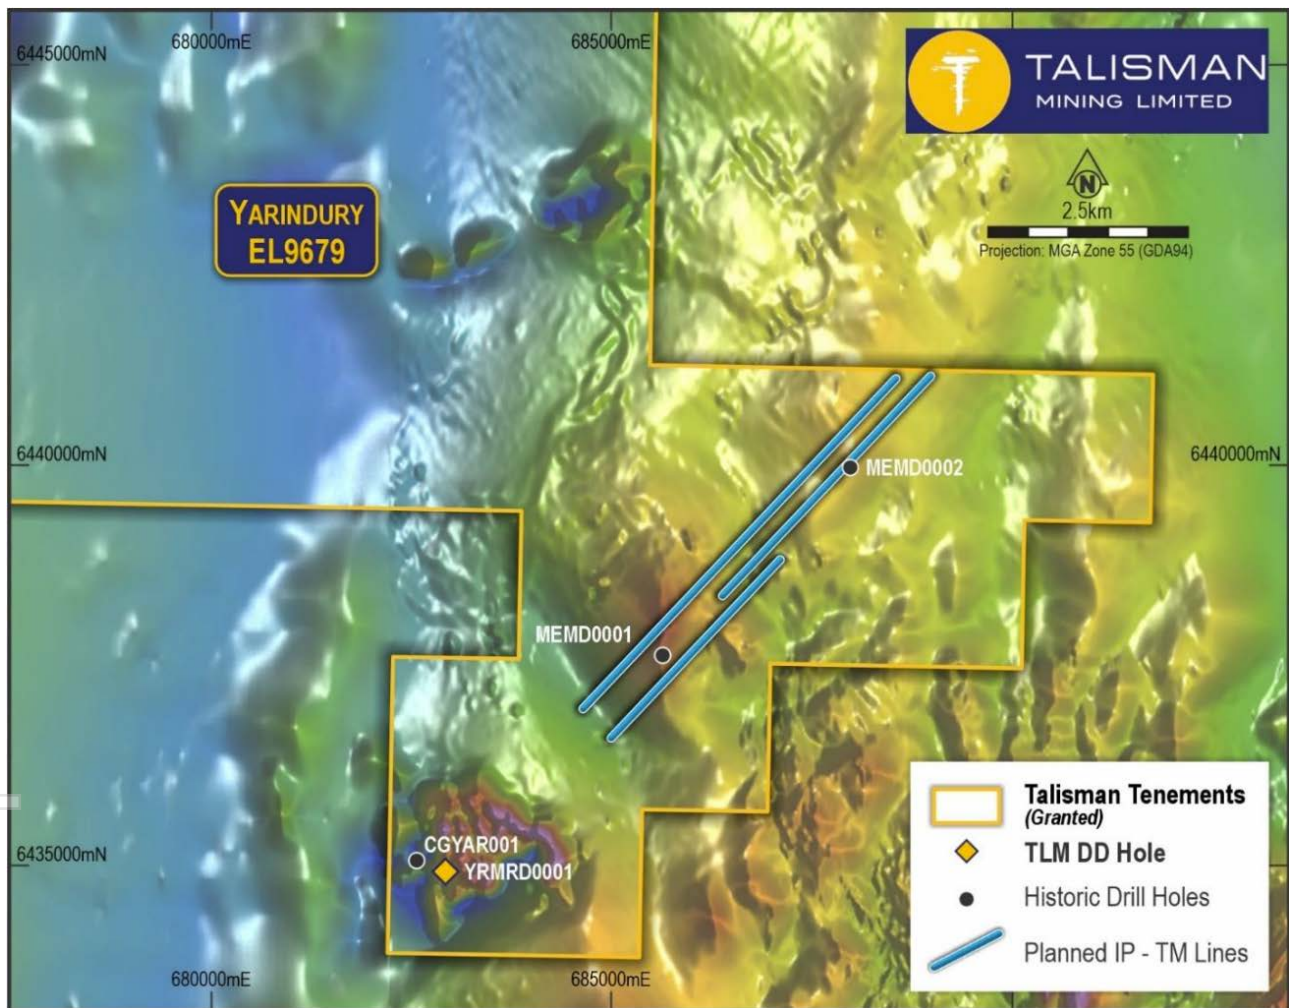 680000mE
685000mE
6445000mN
TALISMAN
MINING LIMITED
N
2.5km
Projection: MGA Zone 55 (GDA94)
YARINDURY
EL9679
6440000mN
6440000mN
MEMD0002
MEMD0001
CGYAR001
YRMRD0001
6435000mN
680000mE
685000mE
Talisman Tenements
(Granted)
TLM DD Hole
Historic Drill Holes
Planned IP - TM Lines